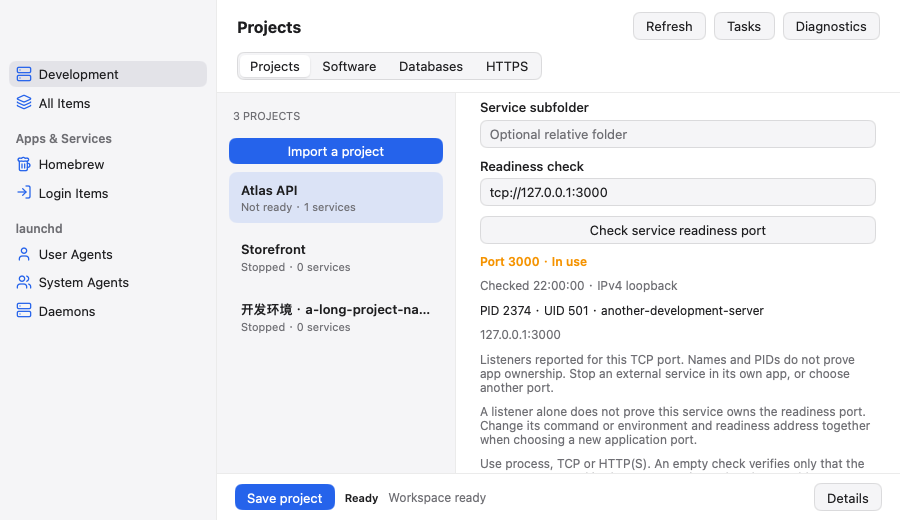 Development
All Items
Apps & Services
Homebrew
Login Items
launchd
User Agents
System Agents
Daemons
Projects
Refresh
Tasks
Diagnostics
Projects
Software
Databases
HTTPS
3 PROJECTS
Import a project
Atlas API
Not ready · 1 services
Storefront
Stopped · 0 services
开发环境 · a-long-project-na...
Stopped · 0 services
Service subfolder
Optional relative folder
Readiness check
tcp://127.0.0.1:3000
Check service readiness port
Port 3000 · In use
Checked 22:00:00 · IPv4 loopback
PID 2374 · UID 501 · another-development-server
127.0.0.1:3000
Listeners reported for this TCP port. Names and PIDs do not prove
app ownership. Stop an external service in its own app, or choose
another port.
A listener alone does not prove this service owns the readiness port.
Change its command or environment and readiness address together
when choosing a new application port.
Use process, TCP or HTTP(S). An empty check verifies only that the
Save project
Ready
Workspace ready
Details